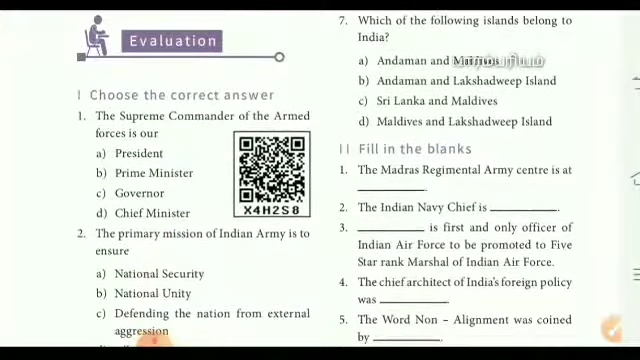 Evaluation
I Choose the correct answer
1. The Supreme Commander of the Armed
forces is our
a) President
b) Prime Minister
c) Governor
d) Chief Minister
X4H2S8
2. The primary mission of Indian Army is to
ensure
a) National Security
b) National Unity
c) Defending the nation from external
aggression
7. Which of the following islands belong to
India?
a) Andaman and
b) Andaman and Lakshadweep Island
c) Sri Lanka and Maldives
d) Maldives and Lakshadweep Island
II Fill in the blanks
1. The Madras Regimental Army centre is at
____________.
2. The Indian Navy Chief is ____________.
3. ____________ is first and only officer of
Indian Air Force to be promoted to Five
Star rank Marshal of Indian Air Force.
4. The chief architect of India's foreign policy
was ____________.
5. The Word Non – Alignment was coined
by ____________.